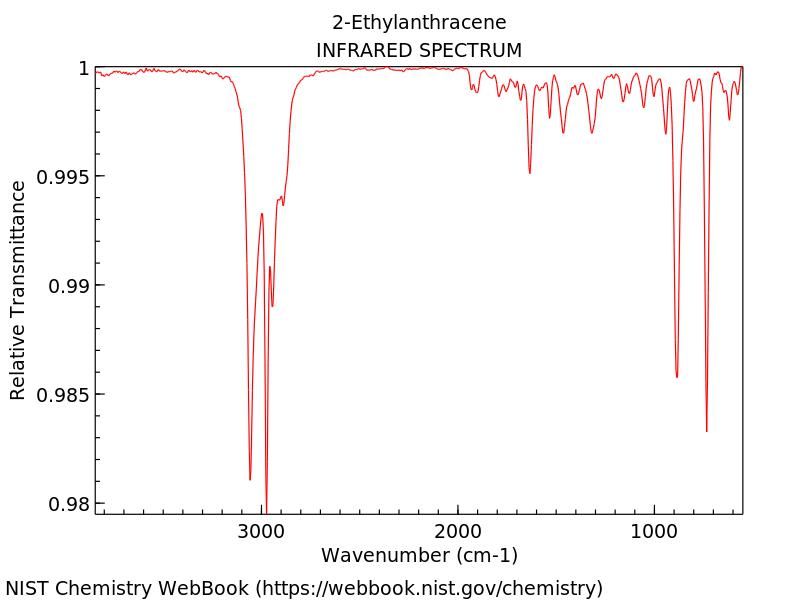 2-Ethylanthracene
INFRARED SPECTRUM
1
0.995
0.99
0.985
0.98
Relative Transmittance
3000 2000 1000
Wavenumber (cm-1)
NIST Chemistry WebBook (https://webbook.nist.gov/chemistry)